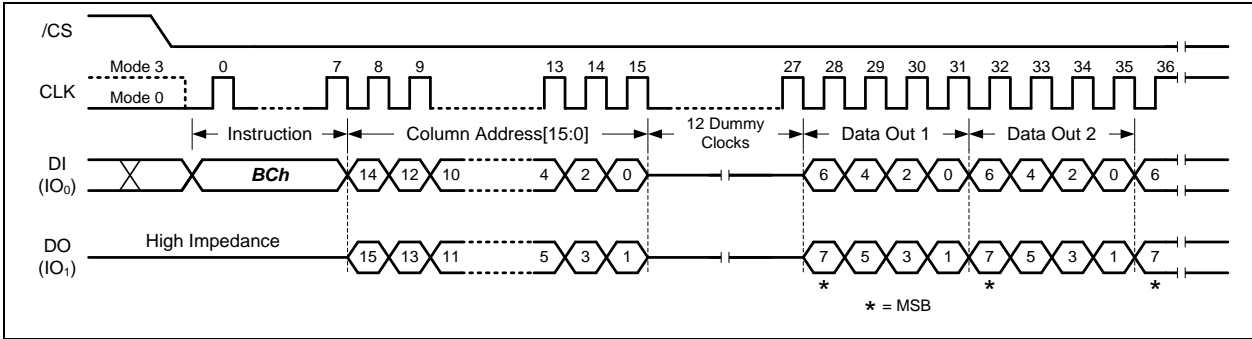 /CS
Mode 3 0 7 8 9 13 14 15 27 28 29 30 31 32 33 34 35 36
CLK
Mode 0
Instruction Column Address[15:0] 12 Dummy Clocks Data Out 1 Data Out 2
DI
(IO₀)
BCh 14 12 10 4 2 0 6 4 2 0 6 4 2 0 6
High Impedance
DO
(IO₁)
15 13 11 5 3 1 7 5 3 1 7 5 3 1 7
* * *
* = MSB